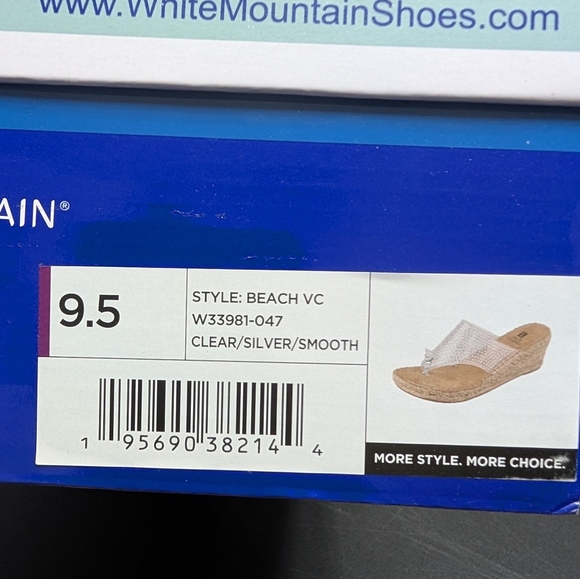 www.WhiteMountainShoes.com
AIN®
9.5
STYLE: BEACH VC
W33981-047
CLEAR/SILVER/SMOOTH
1 95690 38214 4
MORE STYLE. MORE CHOICE.